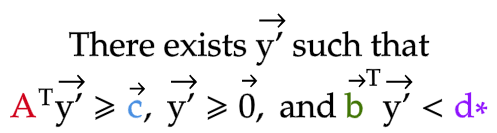 There exists y⃗′ such that
Aᵀy⃗′ ⩾ c⃗, y⃗′ ⩾ 0⃗, and b⃗ᵀy⃗′ < d*